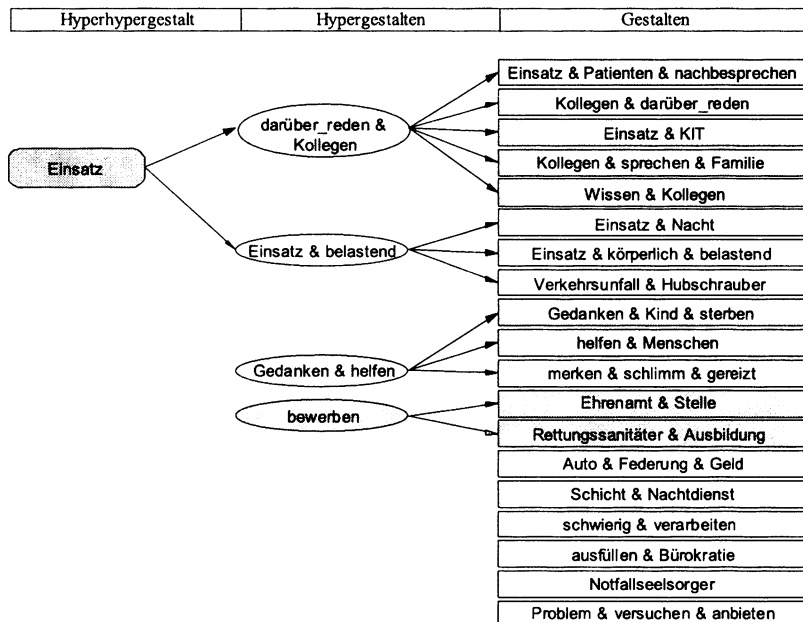 Hyperhypergestalt
Hypergestalten
Gestalten
Einsatz & Patienten & nachbesprechen
Kollegen & darüber_reden
Einsatz & KIT
Kollegen & sprechen & Familie
Wissen & Kollegen
Einsatz & Nacht
Einsatz & körperlich & belastend
Verkehrsunfall & Hubschrauber
Gedanken & Kind & sterben
helfen & Menschen
merken & schlimm & gereizt
Ehrenamt & Stelle
Rettungssanitäter & Ausbildung
Auto & Federung & Geld
Schicht & Nachtdienst
schwierig & verarbeiten
ausfüllen & Bürokratie
Notfallseelsorger
Problem & versuchen & anbieten
darüber_reden &
Kollegen
Einsatz & belastend
Gedanken & helfen
bewerben
Einsatz